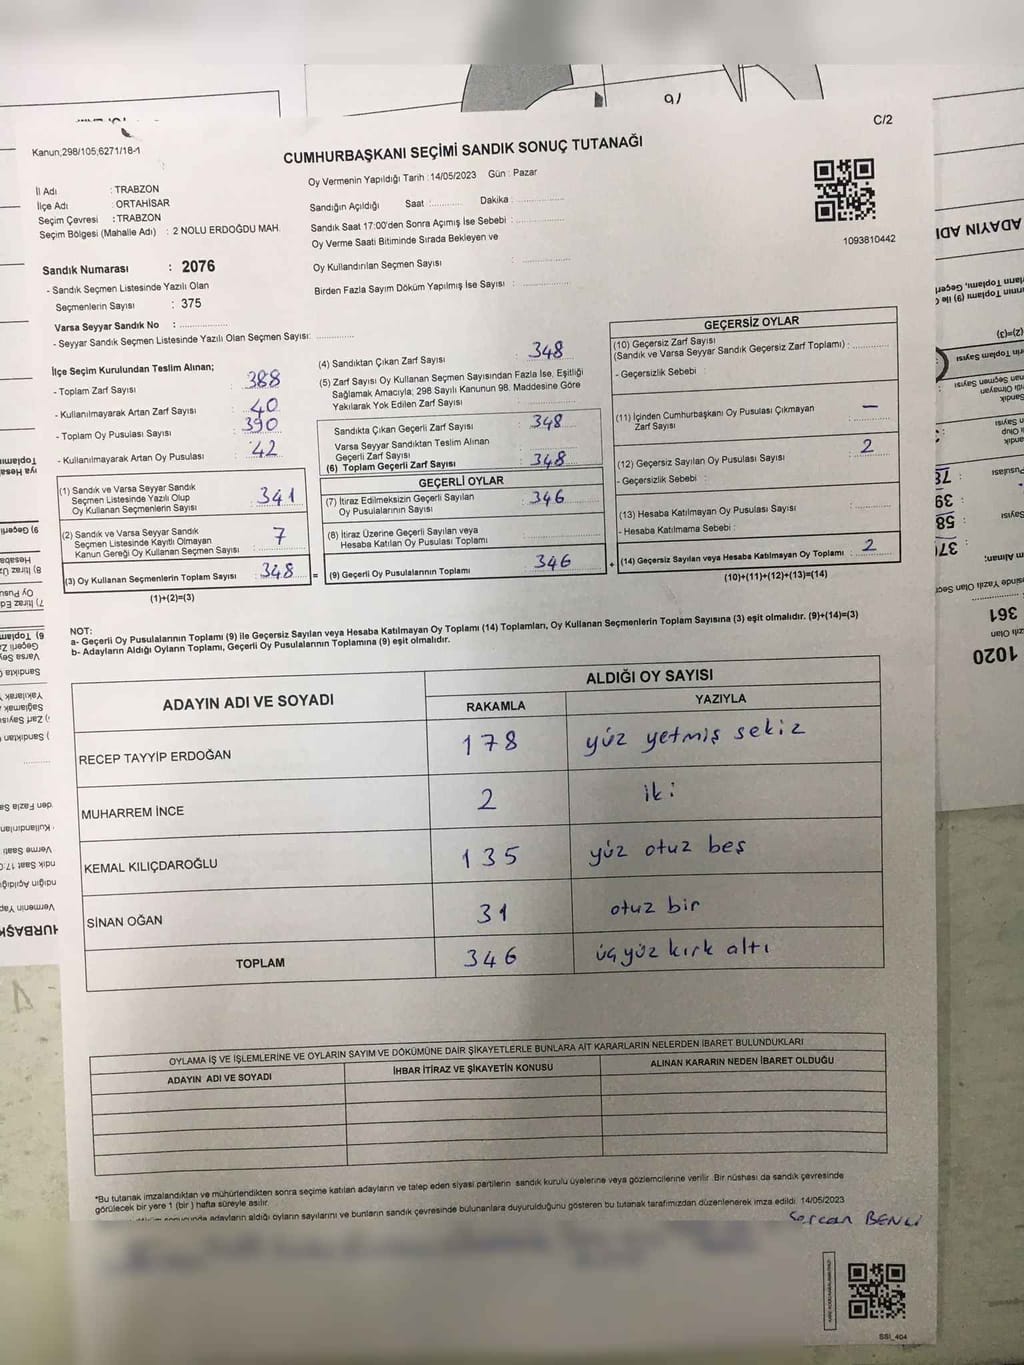 C/2
Kanun;298/105,6271/18-1
CUMHURBAŞKANI SEÇİMİ SANDIK SONUÇ TUTANAĞI
İl Adı : TRABZON
İlçe Adı : ORTAHİSAR
Seçim Çevresi : TRABZON
Seçim Bölgesi (Mahalle Adı) : 2 NOLU ERDOĞDU MAH.
Sandık Numarası : 2076
- Sandık Seçmen Listesinde Yazılı Olan
Seçmenlerin Sayısı : 375
Varsa Seyyar Sandık No :
- Seyyar Sandık Seçmen Listesinde Yazılı Olan Seçmen Sayısı:
Oy Vermenin Yapıldığı Tarih :14/05/2023 Gün : Pazar
Sandığın Açıldığı Saat : Dakika :
Sandık Saat 17:00'den Sonra Açımış İse Sebebi :
Oy Verme Saati Bitiminde Sırada Bekleyen ve
Oy Kullandırılan Seçmen Sayısı :
Birden Fazla Sayım Döküm Yapılmış İse Sayısı :
1093810442
İlçe Seçim Kurulundan Teslim Alınan;
- Toplam Zarf Sayısı : 388
- Kullanılmayarak Artan Zarf Sayısı : 40
- Toplam Oy Pusulası Sayısı : 390
- Kullanılmayarak Artan Oy Pusulası : 42
(1) Sandık ve Varsa Seyyar Sandık
Seçmen Listesinde Yazılı Olup
Oy Kullanan Seçmenlerin Sayısı : 341
(2) Sandık ve Varsa Seyyar Sandık
Seçmen Listesinde Kayıtlı Olmayan
Kanun Gereği Oy Kullanan Seçmen Sayısı : 7
(3) Oy Kullanan Seçmenlerin Toplam Sayısı : 348
(1)+(2)=(3)
(4) Sandıktan Çıkan Zarf Sayısı : 348
(5) Zarf Sayısı Oy Kullanan Seçmen Sayısından Fazla İse, Eşitliği
Sağlamak Amacıyla, 298 Sayılı Kanunun 98. Maddesine Göre
Yakılarak Yok Edilen Zarf Sayısı :
Sandıkta Çıkan Geçerli Zarf Sayısı : 348
Varsa Seyyar Sandıktan Teslim Alınan
Geçerli Zarf Sayısı :
(6) Toplam Geçerli Zarf Sayısı : 348
GEÇERLİ OYLAR
(7) İtiraz Edilmeksizin Geçerli Sayılan
Oy Pusulalarının Sayısı : 346
(8) İtiraz Üzerine Geçerli Sayılan veya
Hesaba Katılan Oy Pusulası Toplamı :
= (9) Geçerli Oy Pusulalarının Toplamı : 346
GEÇERSİZ OYLAR
(10) Geçersiz Zarf Sayısı
(Sandık ve Varsa Seyyar Sandık Geçersiz Zarf Toplamı) :
- Geçersizlik Sebebi :
(11) İçinden Cumhurbaşkanı Oy Pusulası Çıkmayan
Zarf Sayısı : —
(12) Geçersiz Sayılan Oy Pusulası Sayısı : 2
- Geçersizlik Sebebi :
(13) Hesaba Katılmayan Oy Pusulası Sayısı :
- Hesaba Katılmama Sebebi :
+ (14) Geçersiz Sayılan veya Hesaba Katılmayan Oy Toplamı : 2
(10)+(11)+(12)+(13)=(14)
NOT:
a- Geçerli Oy Pusulalarının Toplamı (9) ile Geçersiz Sayılan veya Hesaba Katılmayan Oy Toplamı (14) Toplamları, Oy Kullanan Seçmenlerin Toplam Sayısına (3) eşit olmalıdır. (9)+(14)=(3)
b- Adayların Aldığı Oyların Toplamı, Geçerli Oy Pusulalarının Toplamına (9) eşit olmalıdır.
ADAYIN ADI VE SOYADI ALDIĞI OY SAYISI
RAKAMLA YAZIYLA
RECEP TAYYİP ERDOĞAN 178 yüz yetmiş sekiz
MUHARREM İNCE 2 iki
KEMAL KILIÇDAROĞLU 135 yüz otuz beş
SİNAN OĞAN 31 otuz bir
TOPLAM 346 üçyüz kırk altı
OYLAMA İŞ VE İŞLEMLERİNE VE OYLARIN SAYIM VE DÖKÜMÜNE DAİR ŞİKAYETLERLE BUNLARA AİT KARARLARIN NELERDEN İBARET BULUNDUKLARI
ADAYIN ADI VE SOYADI İHBAR İTİRAZ VE ŞİKAYETİN KONUSU ALINAN KARARIN NEDEN İBARET OLDUĞU
*Bu tutanak imzalandıktan ve mühürlendikten sonra seçime katılan adayların ve talep eden siyasi partilerin sandık kurulu üyelerine veya gözlemcilerine verilir. Bir nüshası da sandık çevresinde
görülecek bir yere 1 (bir ) hafta süreyle asılır.
adayların aldığı oyların sayılarını ve bunların sandık çevresinde bulunanlara duyurulduğunu gösteren bu tutanak tarafımızdan düzenlenerek imza edildi. 14/05/2023
Sercan BENLİ
SSI_404
ADAYIN ADI
361
1020